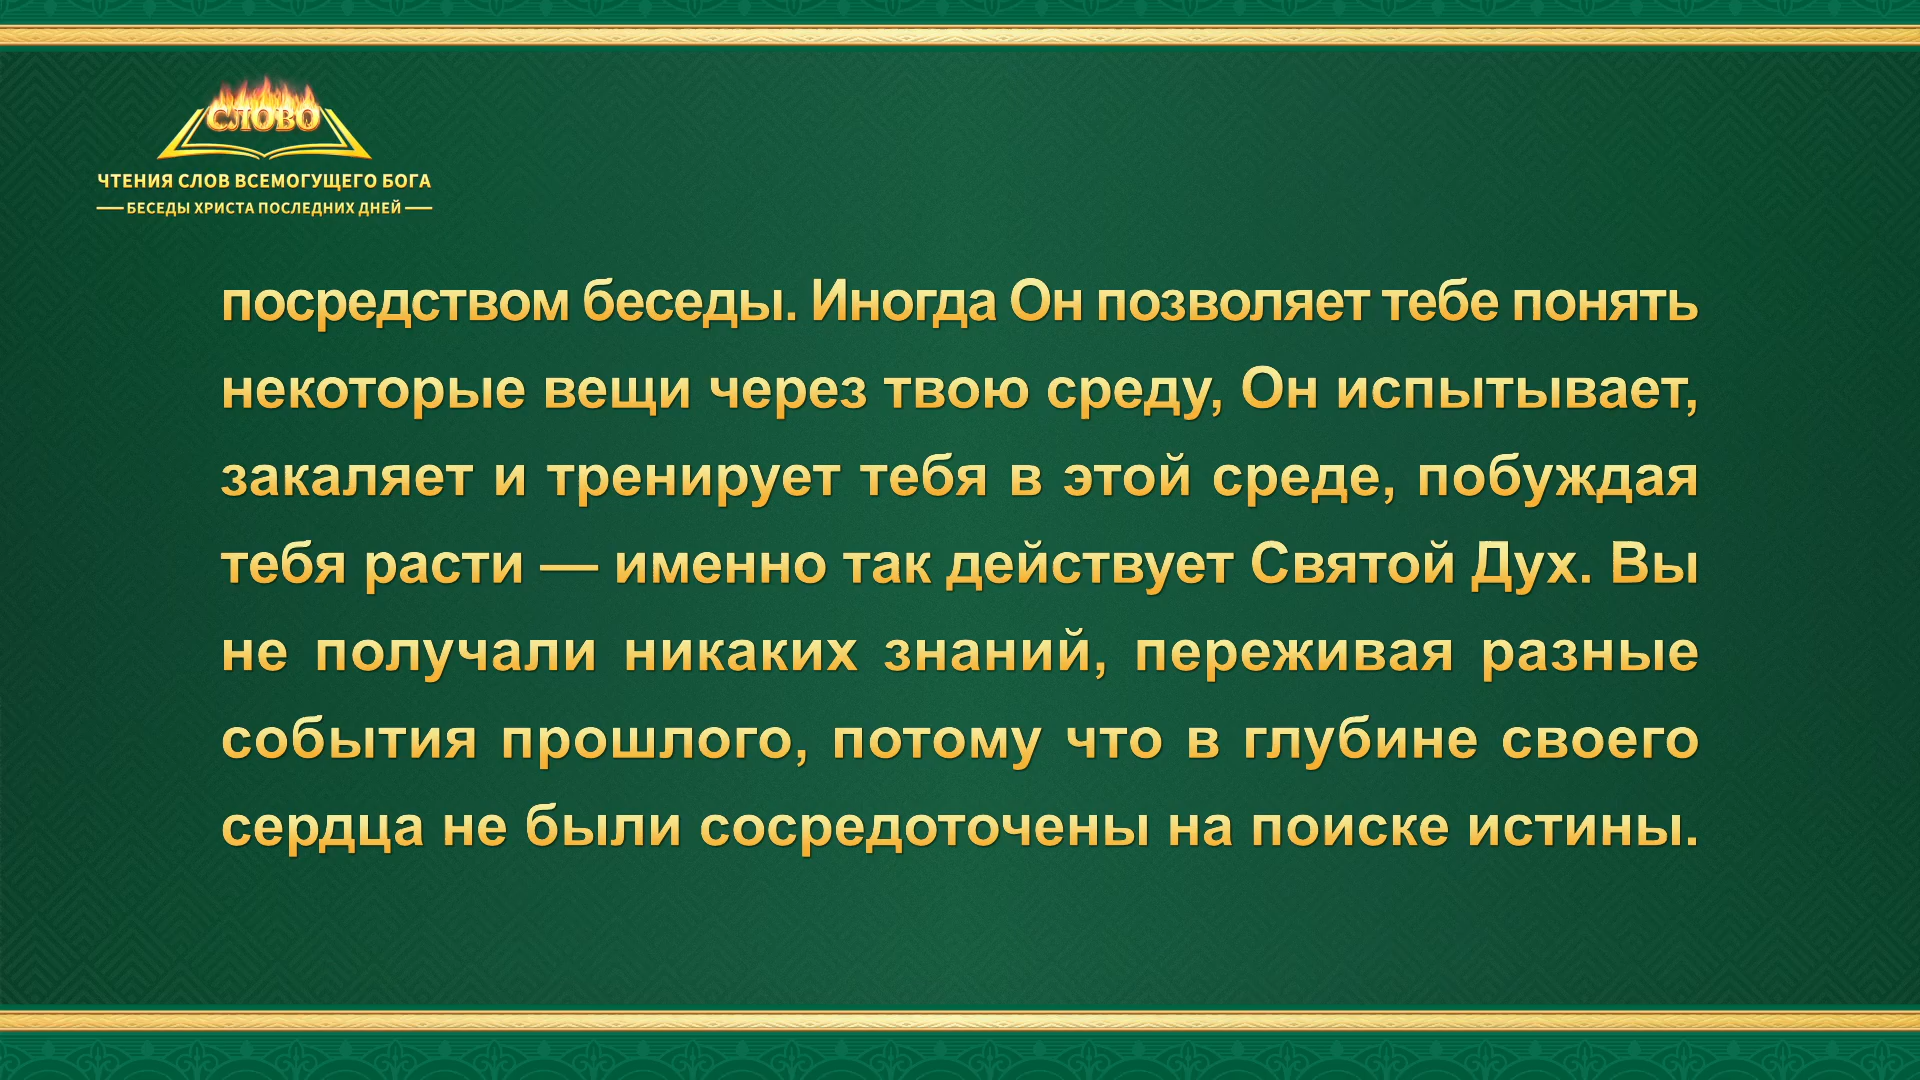 СЛОВО
ЧТЕНИЯ СЛОВ ВСЕМОГУЩЕГО БОГА
— БЕСЕДЫ ХРИСТА ПОСЛЕДНИХ ДНЕЙ —
посредством беседы. Иногда Он позволяет тебе понять
некоторые вещи через твою среду, Он испытывает,
закаляет и тренирует тебя в этой среде, побуждая
тебя расти — именно так действует Святой Дух. Вы
не получали никаких знаний, переживая разные
события прошлого, потому что в глубине своего
сердца не были сосредоточены на поиске истины.